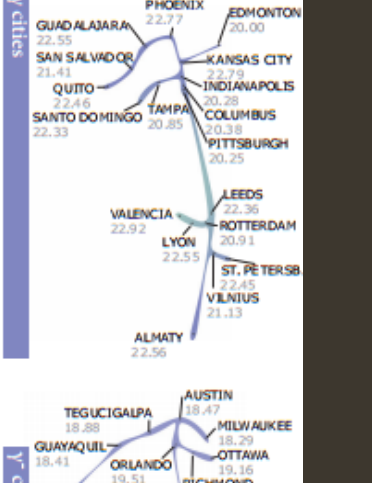 PHOENIX
22.77
EDMONTON
20.00
GUADALAJARA
22.55
SAN SALVADOR
21.41
KANSAS CITY
22.79
QUITO
22.46
INDIANAPOLIS
20.28
SANTO DOMINGO
22.33
TAMPA
20.85
COLUMBUS
20.38
PITTSBURGH
20.25
LEEDS
22.36
VALENCIA
22.92
ROTTERDAM
20.91
LYON
22.55
ST. PETERSB
22.45
VILNIUS
21.13
ALMATY
22.56
y cities
AUSTIN
18.47
TEGUCIGALPA
18.88
MILWAUKEE
18.29
GUAYAQUIL
18.41
OTTAWA
19.16
ORLANDO
19.51
RICHMOND
γ- c